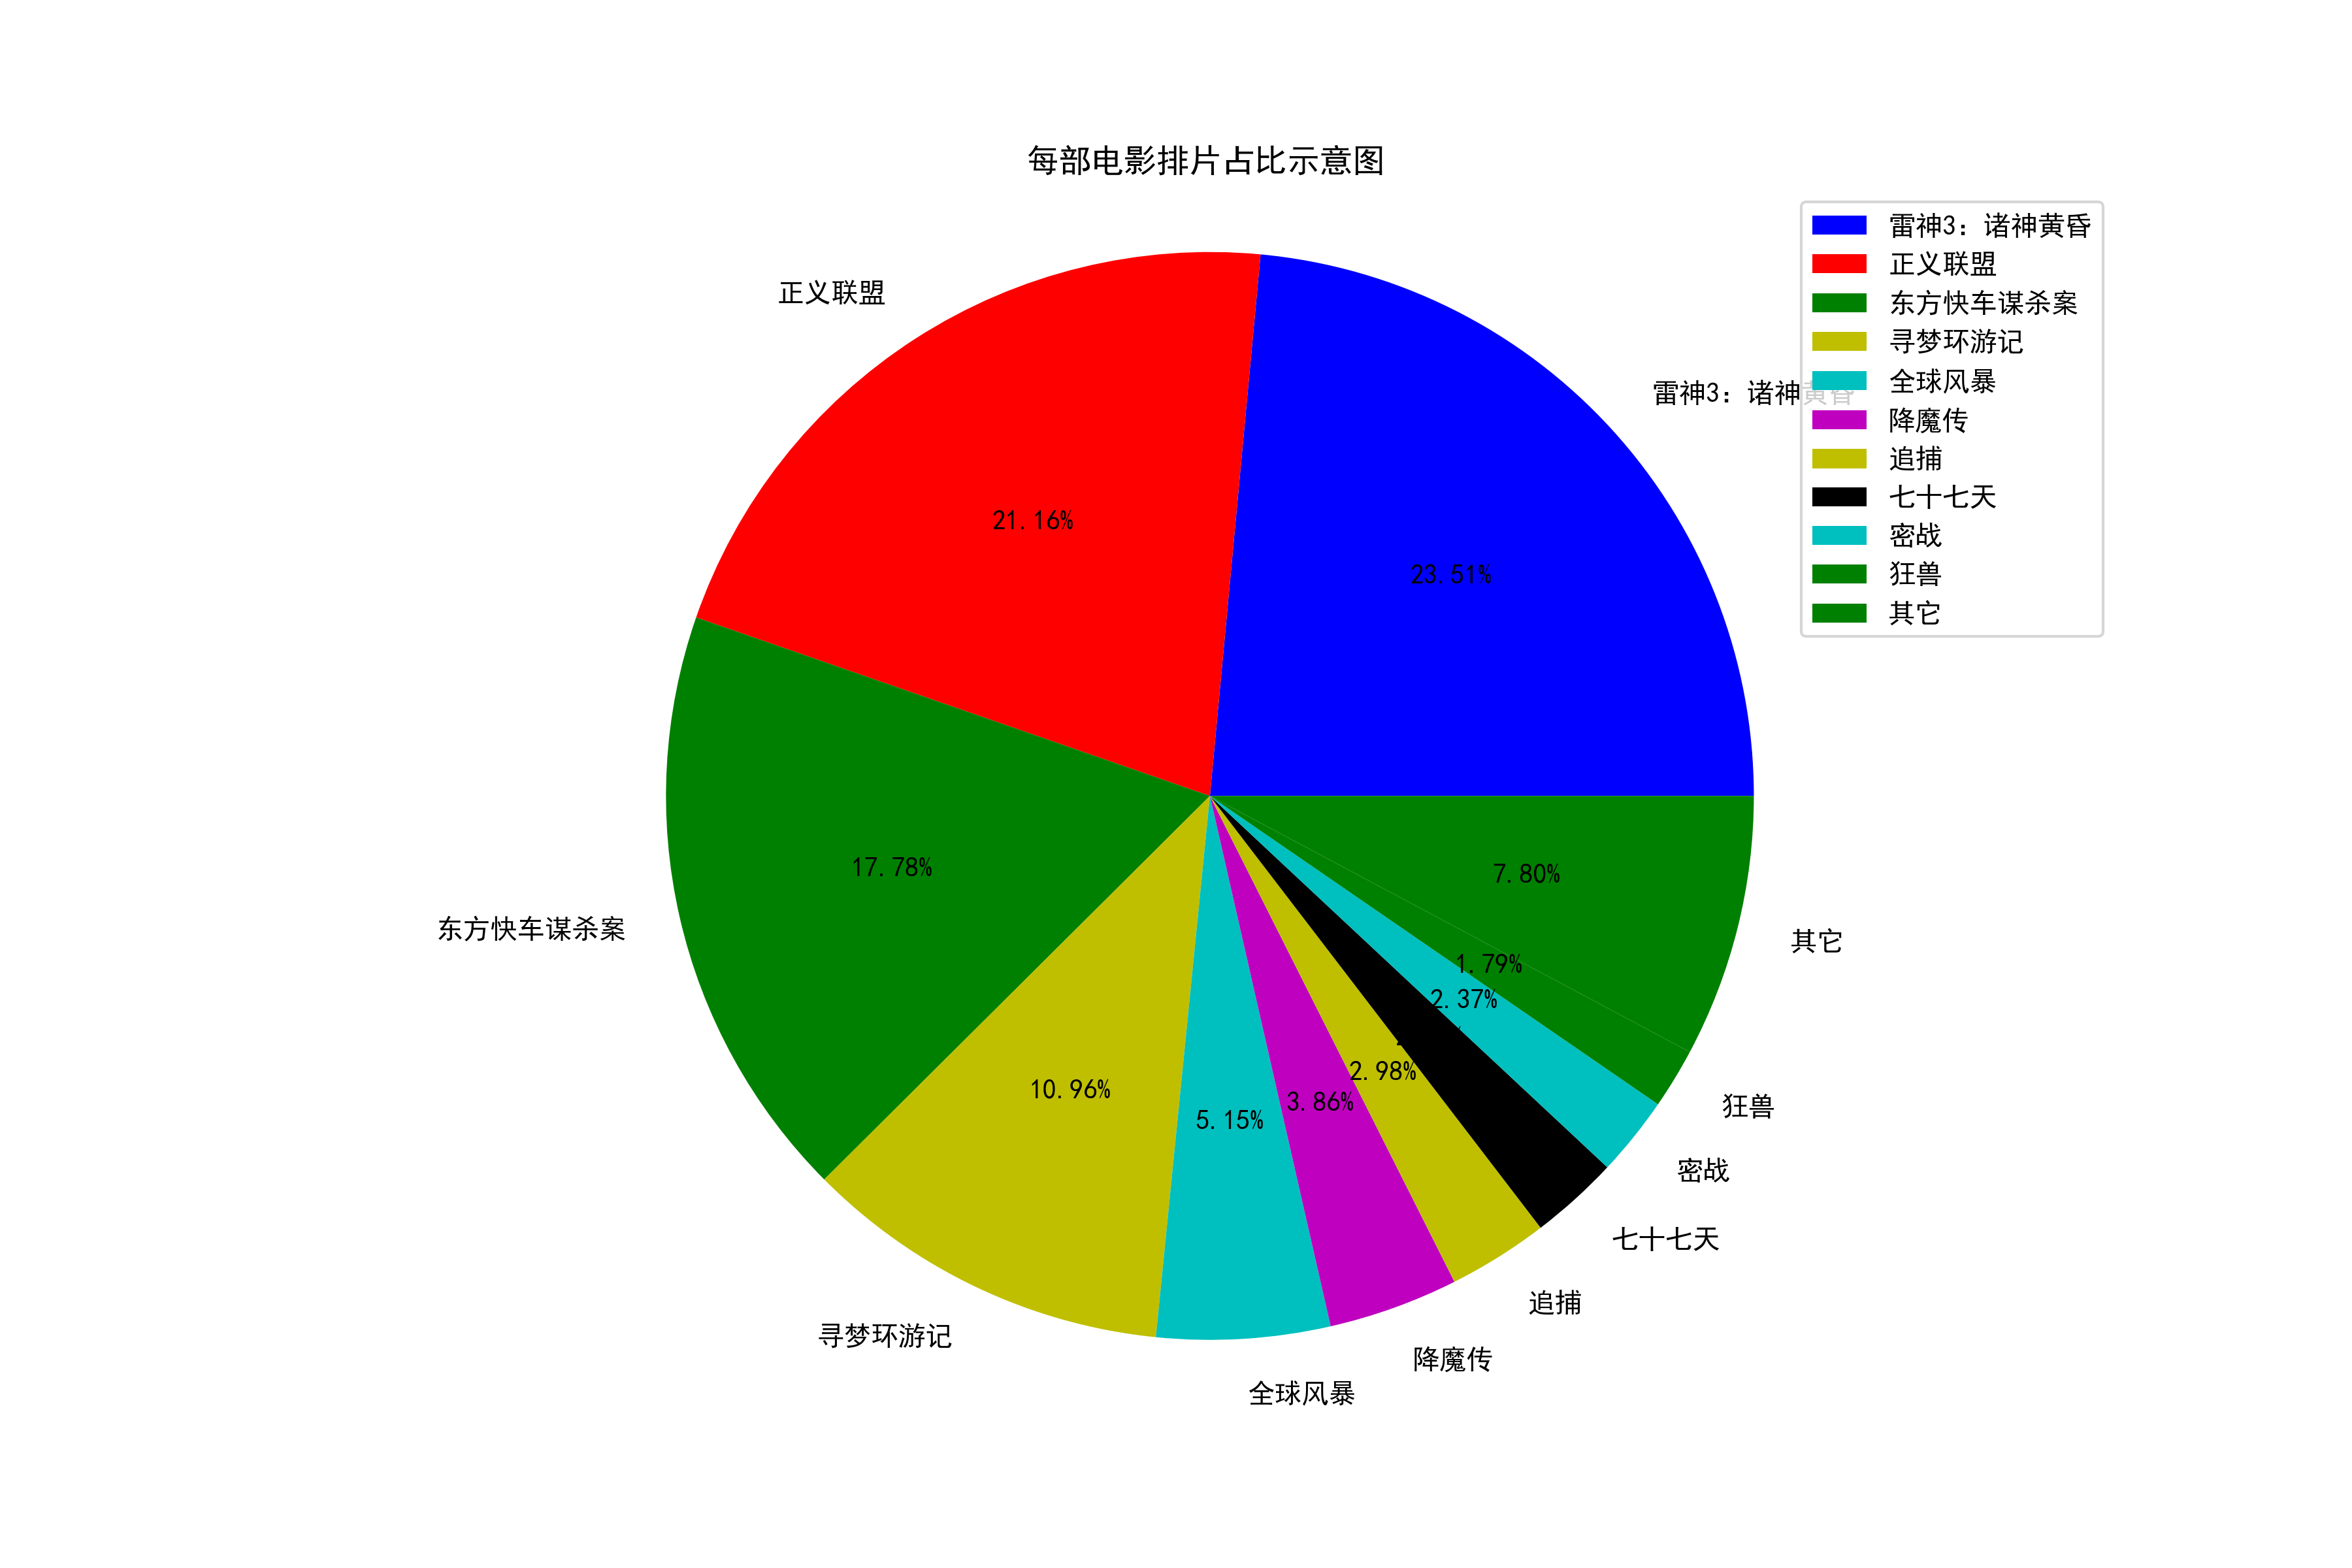 每部电影排片占比示意图
雷神3：诸神黄昏
正义联盟
东方快车谋杀案
寻梦环游记
全球风暴
降魔传
追捕
七十七天
密战
狂兽
其它
正义联盟
雷神3：诸神黄昏
21.16%
23.51%
17.78%
7.80%
东方快车谋杀案
其它
1.79%
2.37%
2.98%
10.96%
3.86%
5.15%
狂兽
密战
七十七天
追捕
寻梦环游记
降魔传
全球风暴